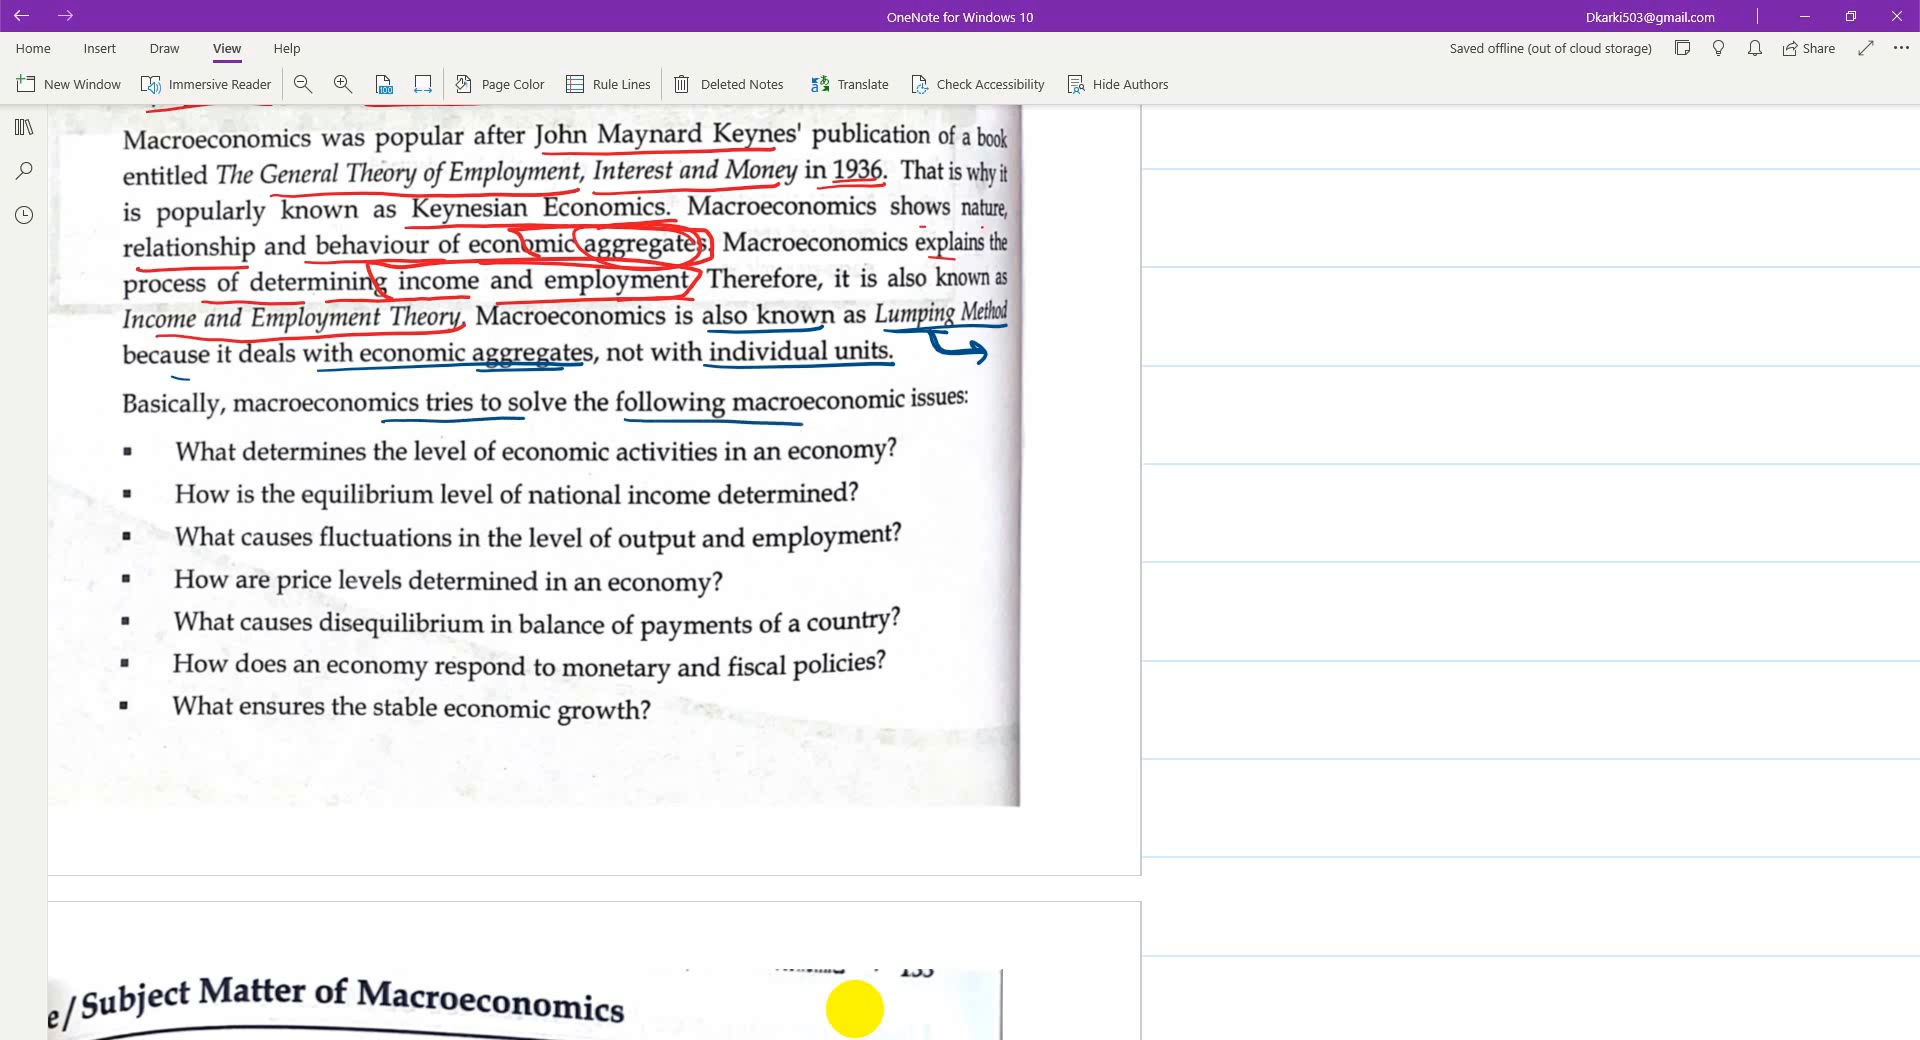 OneNote for Windows 10
Dkarki503@gmail.com
Home Insert Draw View Help
Saved offline (out of cloud storage) Share
New Window Immersive Reader Page Color Rule Lines Deleted Notes Translate Check Accessibility Hide Authors
Macroeconomics was popular after John Maynard Keynes' publication of a book
entitled The General Theory of Employment, Interest and Money in 1936. That is why it
is popularly known as Keynesian Economics. Macroeconomics shows nature,
relationship and behaviour of economic aggregates. Macroeconomics explains the
process of determining income and employment. Therefore, it is also known as
Income and Employment Theory. Macroeconomics is also known as Lumping Method
because it deals with economic aggregates, not with individual units.
Basically, macroeconomics tries to solve the following macroeconomic issues:
▪ What determines the level of economic activities in an economy?
▪ How is the equilibrium level of national income determined?
▪ What causes fluctuations in the level of output and employment?
▪ How are price levels determined in an economy?
▪ What causes disequilibrium in balance of payments of a country?
▪ How does an economy respond to monetary and fiscal policies?
▪ What ensures the stable economic growth?
e/Subject Matter of Macroeconomics